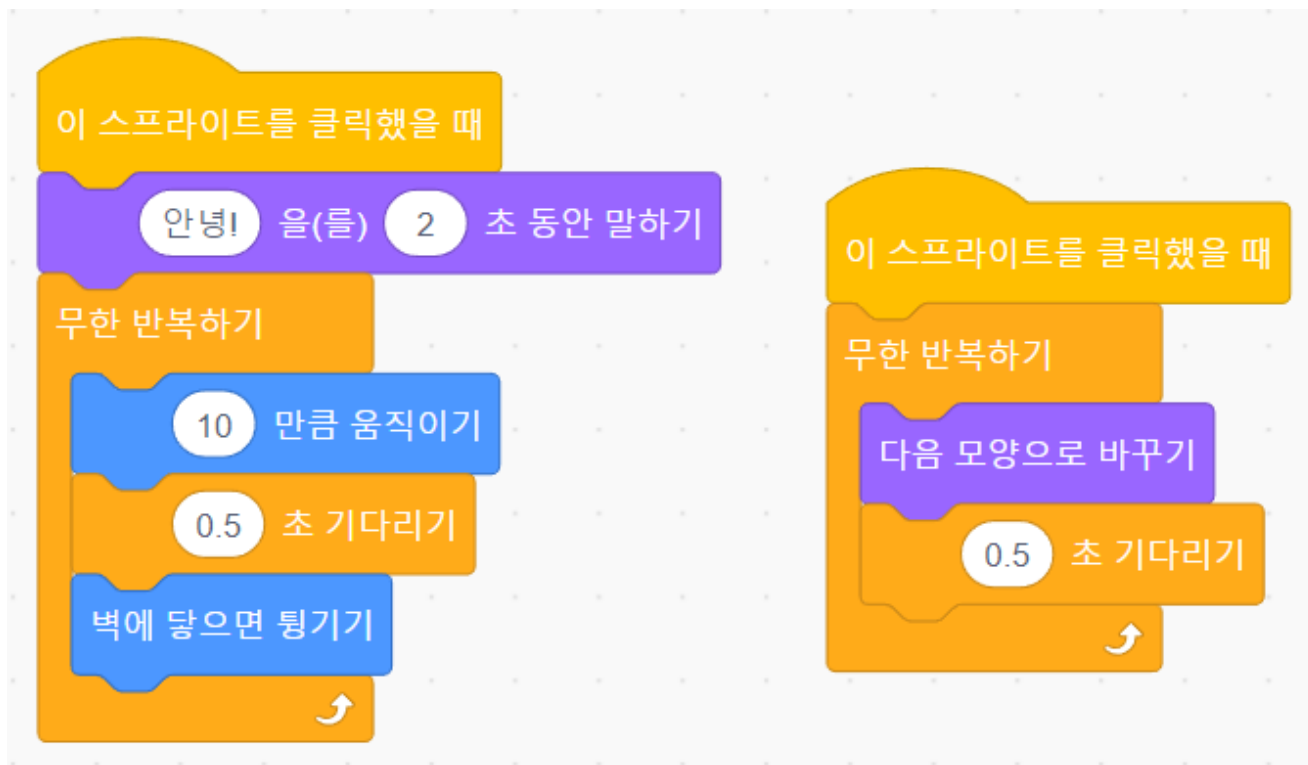 이 스프라이트를 클릭했을 때
안녕! 을(를) 2 초 동안 말하기
무한 반복하기
10 만큼 움직이기
0.5 초 기다리기
벽에 닿으면 튕기기
이 스프라이트를 클릭했을 때
무한 반복하기
다음 모양으로 바꾸기
0.5 초 기다리기